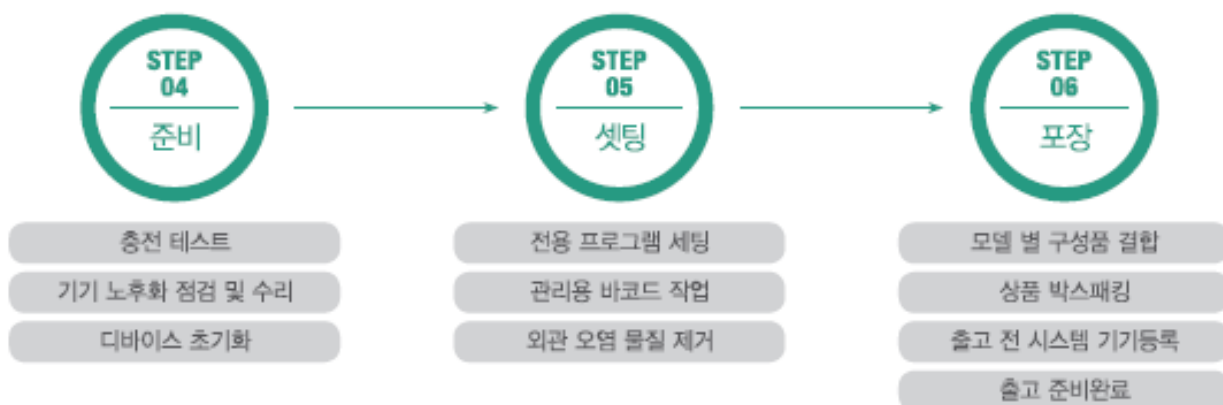 STEP
04
준비
충전 테스트
기기 노후화 점검 및 수리
디바이스 초기화
STEP
05
셋팅
전용 프로그램 세팅
관리용 바코드 작업
외관 오염 물질 제거
STEP
06
포장
모델 별 구성품 결합
상품 박스패킹
출고 전 시스템 기기등록
출고 준비완료